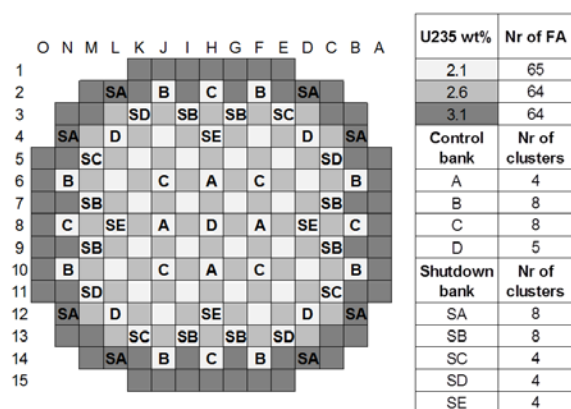 O N M L K J I H G F E D C B A
1
2 SA B C B SA
3 SD SB SB SC
4 SA D SE D SA
5 SC SD
6 B C A C B
7 SB SB
8 C SE A D A SE C
9 SB SB
10 B C A C B
11 SD SC
12 SA D SE D SA
13 SC SB SB SD
14 SA B C B SA
15
U235 wt% Nr of FA
2.1 65
2.6 64
3.1 64
Control bank Nr of clusters
A 4
B 8
C 8
D 5
Shutdown bank Nr of clusters
SA 8
SB 8
SC 4
SD 4
SE 4